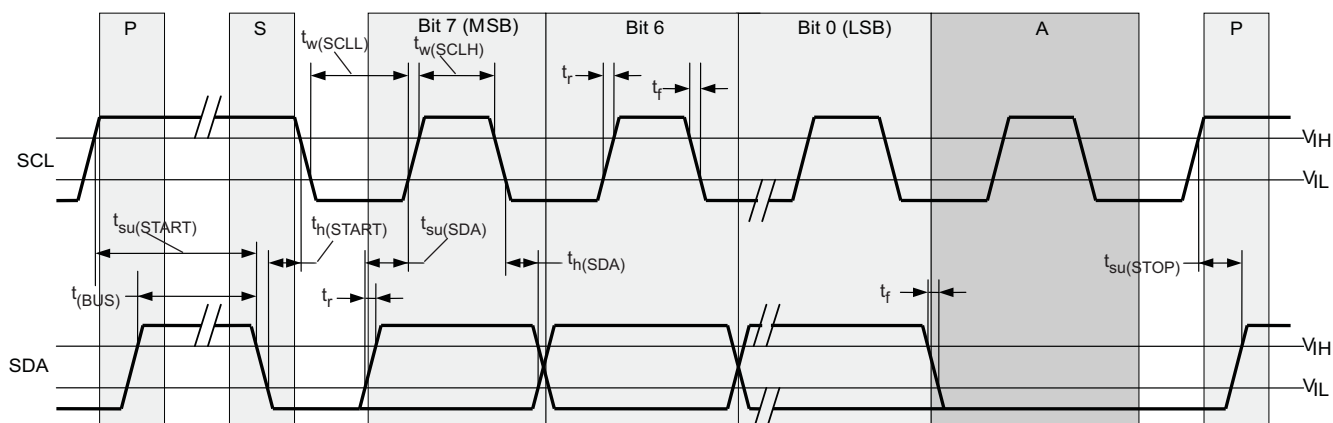 P S Bit 7 (MSB) Bit 6 Bit 0 (LSB) A P
tw(SCLL) tw(SCLH)
tr tf
SCL VIH
VIL
tsu(START) th(START) tsu(SDA) th(SDA) tsu(STOP)
t(BUS) tr tf
SDA VIH
VIL